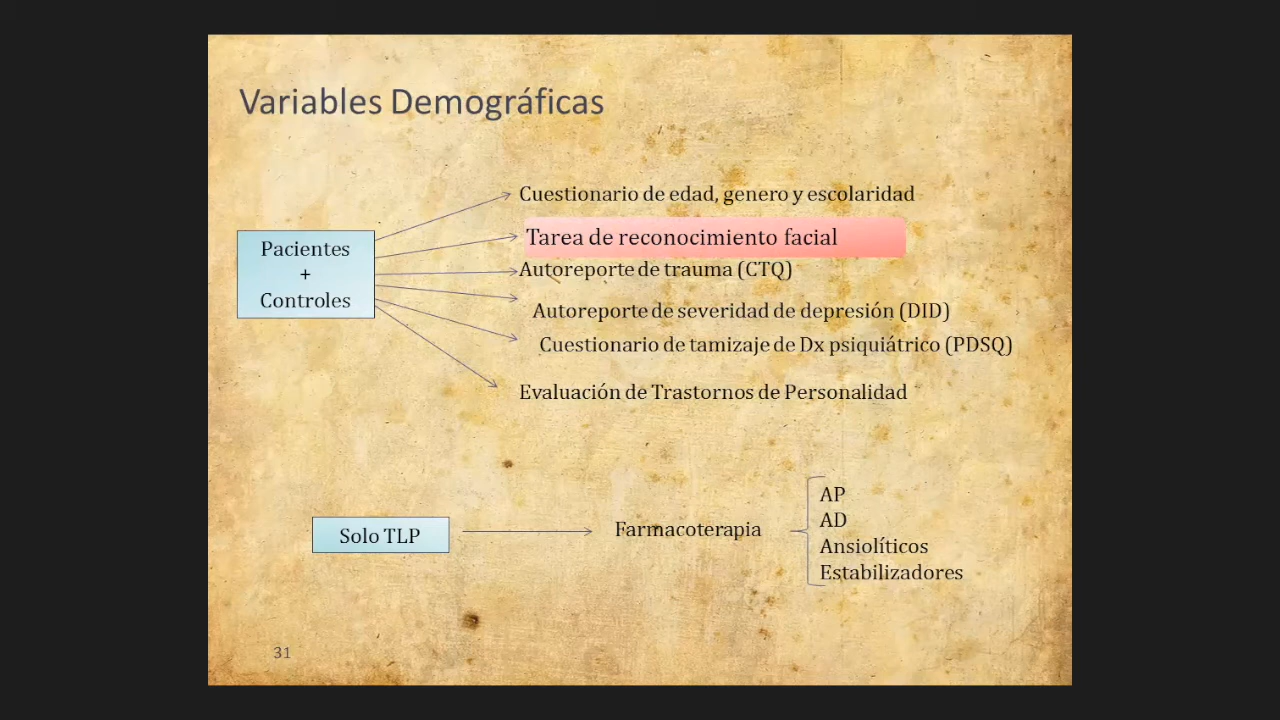 Variables Demográficas
Cuestionario de edad, genero y escolaridad
Pacientes
+
Controles
Tarea de reconocimiento facial
Autoreporte de trauma (CTQ)
Autoreporte de severidad de depresión (DID)
Cuestionario de tamizaje de Dx psiquiátrico (PDSQ)
Evaluación de Trastornos de Personalidad
Solo TLP
Farmacoterapia
AP
AD
Ansiolíticos
Estabilizadores
31